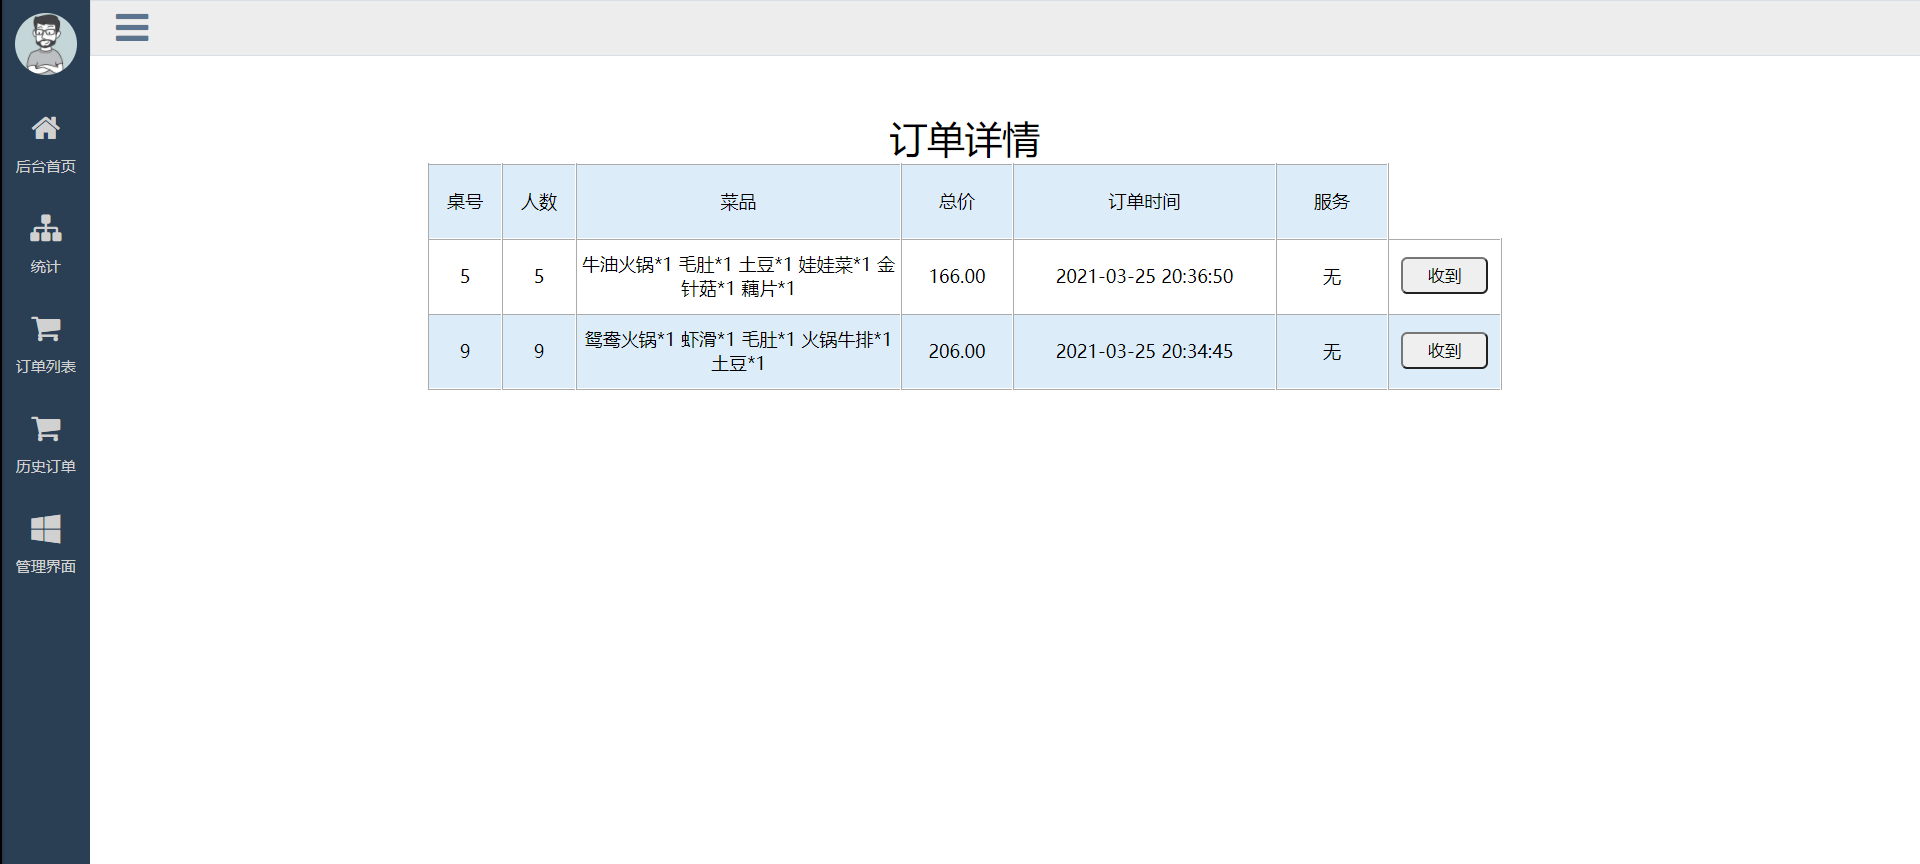 后台首页
统计
订单列表
历史订单
管理界面
订单详情
桌号 人数 菜品 总价 订单时间 服务
5 5 牛油火锅*1 毛肚*1 土豆*1 娃娃菜*1 金 166.00 2021-03-25 20:36:50 无 收到
针菇*1 藕片*1
9 9 鸳鸯火锅*1 虾滑*1 毛肚*1 火锅牛排*1 206.00 2021-03-25 20:34:45 无 收到
土豆*1